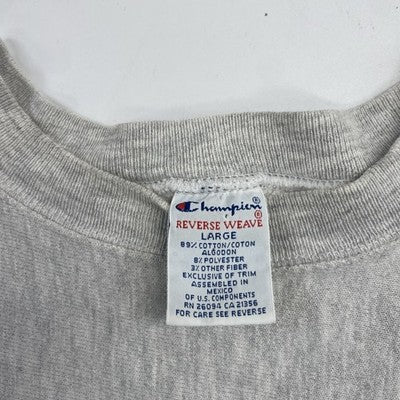 Champion®
REVERSE WEAVE®
LARGE
89% COTTON/COTON
ALGODON
8% POLYESTER
3% OTHER FIBER
EXCLUSIVE OF TRIM
ASSEMBLED IN
MEXICO
OF U.S. COMPONENTS
RN 26094 CA 21356
FOR CARE SEE REVERSE